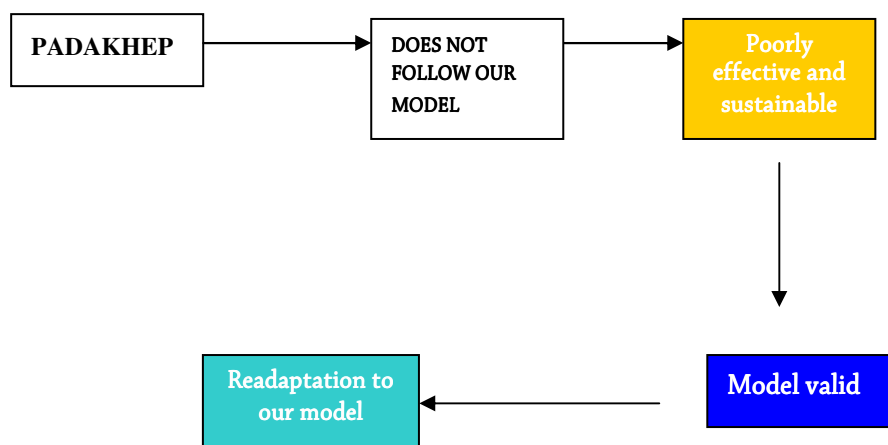 PADAKHEP
DOES NOT
FOLLOW OUR
MODEL
Poorly
effective and
sustainable
Model valid
Readaptation to
our model